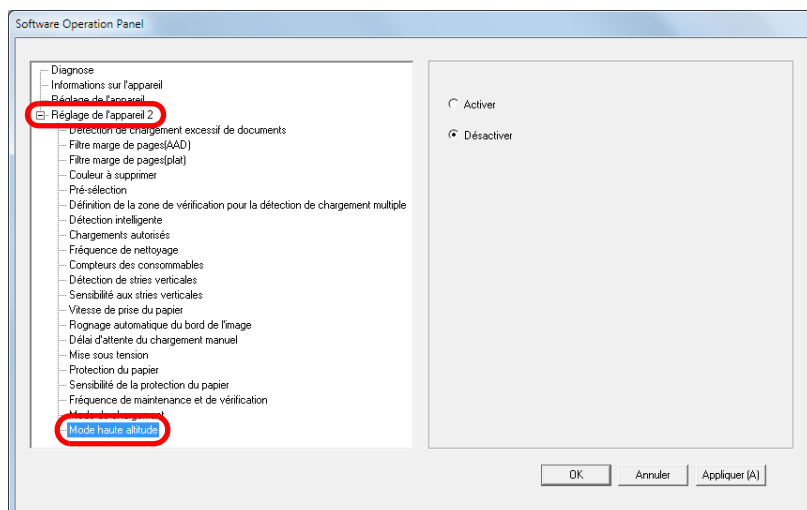 Software Operation Panel
Diagnose
Informations sur l'appareil
Réglage de l'appareil
Réglage de l'appareil 2
Détection de chargement excessif de documents
Filtre marge de pages(AAD)
Filtre marge de pages(plat)
Couleur à supprimer
Pré-sélection
Définition de la zone de vérification pour la détection de chargement multiple
Détection intelligente
Chargements autorisés
Fréquence de nettoyage
Compteurs des consommables
Détection de stries verticales
Sensibilité aux stries verticales
Vitesse de prise du papier
Rognage automatique du bord de l'image
Délai d'attente du chargement manuel
Mise sous tension
Protection du papier
Sensibilité de la protection du papier
Fréquence de maintenance et de vérification
Mode de chargement
Mode haute altitude
Activer
Désactiver
OK
Annuler
Appliquer (A)